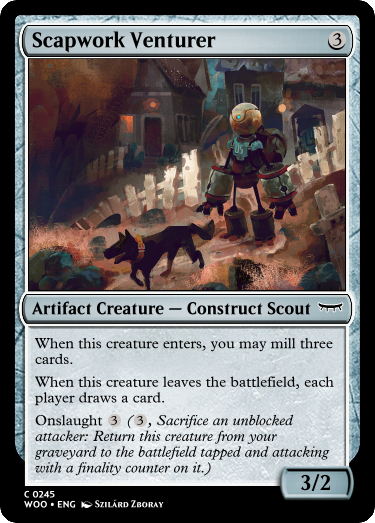 Scapwork Venturer 3
Artifact Creature — Construct Scout
When this creature enters, you may mill three
cards.
When this creature leaves the battlefield, each
player draws a card.
Onslaught 3 (3, Sacrifice an unblocked
attacker: Return this creature from your
graveyard to the battlefield tapped and attacking
with a finality counter on it.)
3/2
C 0245
WOO • ENG Szilárd Zboray